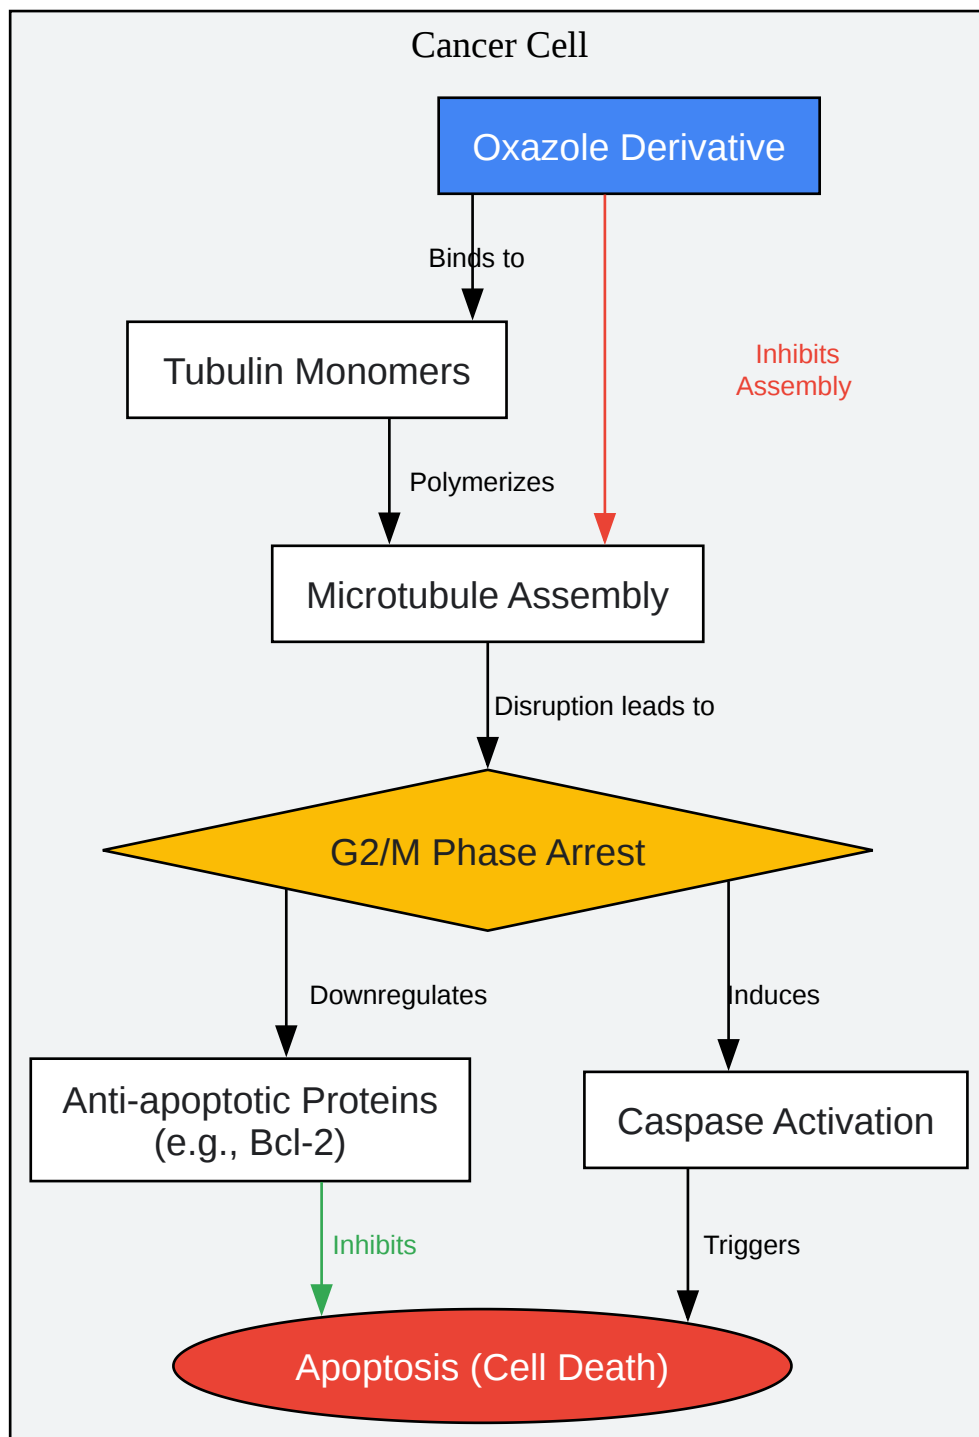 Cancer Cell
Oxazole Derivative
Binds to
Tubulin Monomers
Inhibits
Assembly
Polymerizes
Microtubule Assembly
Disruption leads to
G2/M Phase Arrest
Downregulates
Induces
Anti-apoptotic Proteins
(e.g., Bcl-2)
Caspase Activation
Inhibits
Triggers
Apoptosis (Cell Death)